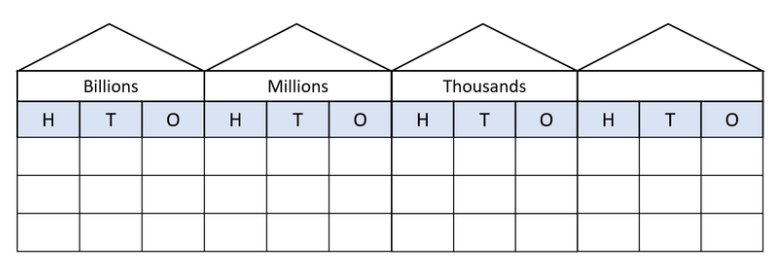 Billions Millions Thousands
H T O H T O H T O H T O